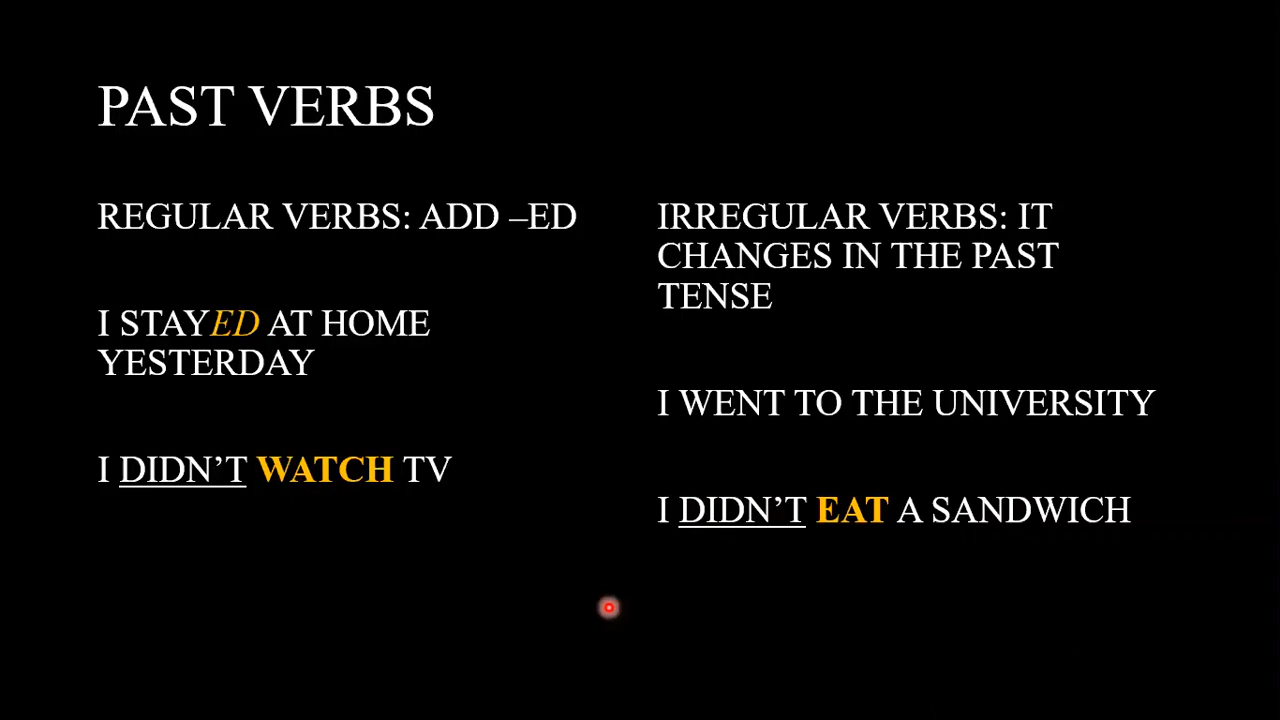 PAST VERBS
REGULAR VERBS: ADD –ED
I STAYED AT HOME
YESTERDAY
I DIDN’T WATCH TV
IRREGULAR VERBS: IT
CHANGES IN THE PAST
TENSE
I WENT TO THE UNIVERSITY
I DIDN’T EAT A SANDWICH